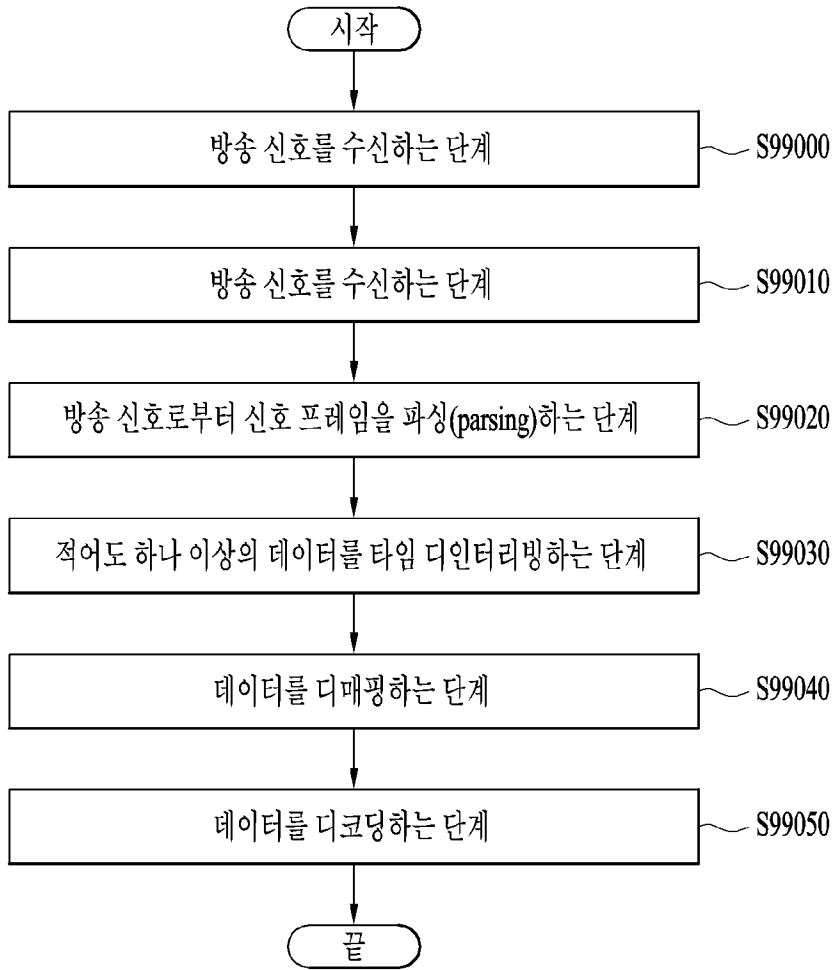 시작
방송 신호를 수신하는 단계
S99000
방송 신호를 수신하는 단계
S99010
방송 신호로부터 신호 프레임을 파싱(parsing)하는 단계
S99020
적어도 하나 이상의 데이터를 타임 디인터리빙하는 단계
S99030
데이터를 디매핑하는 단계
S99040
데이터를 디코딩하는 단계
S99050
끝